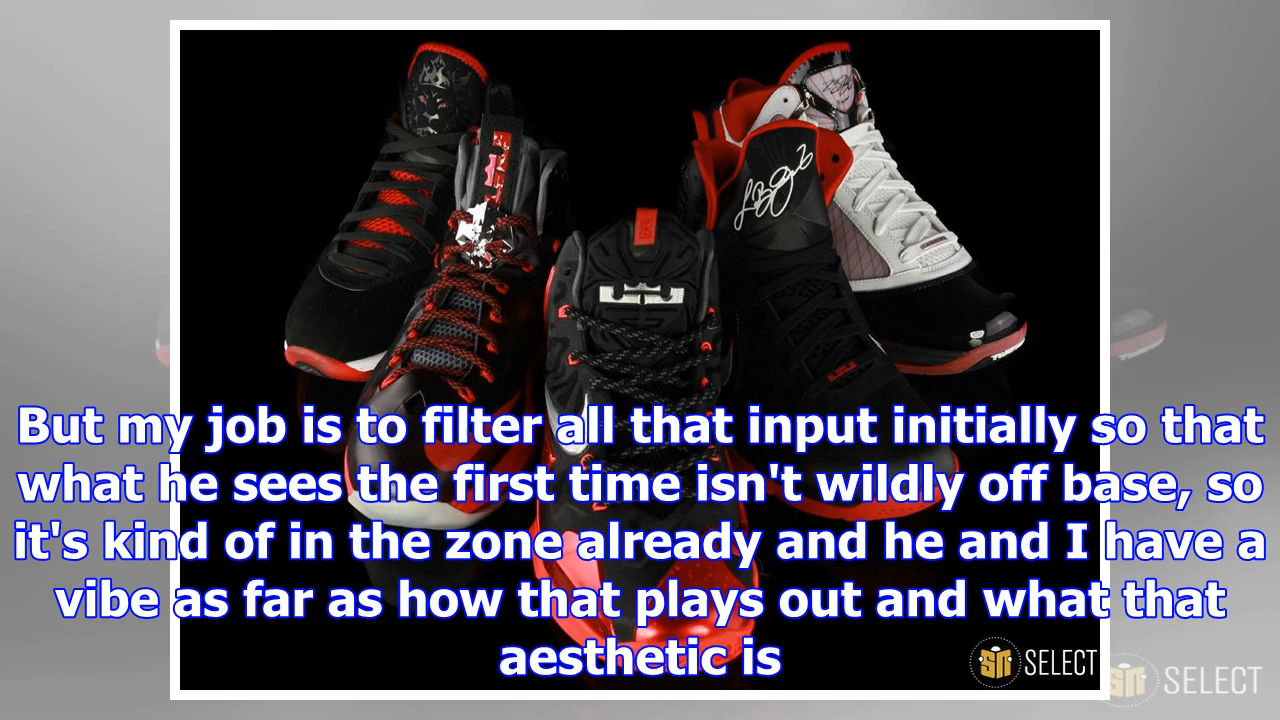 But my job is to filter all that input initially so that
what he sees the first time isn't wildly off base, so
it's kind of in the zone already and he and I have a
vibe as far as how that plays out and what that
aesthetic is
SN SELECT
SN SELECT